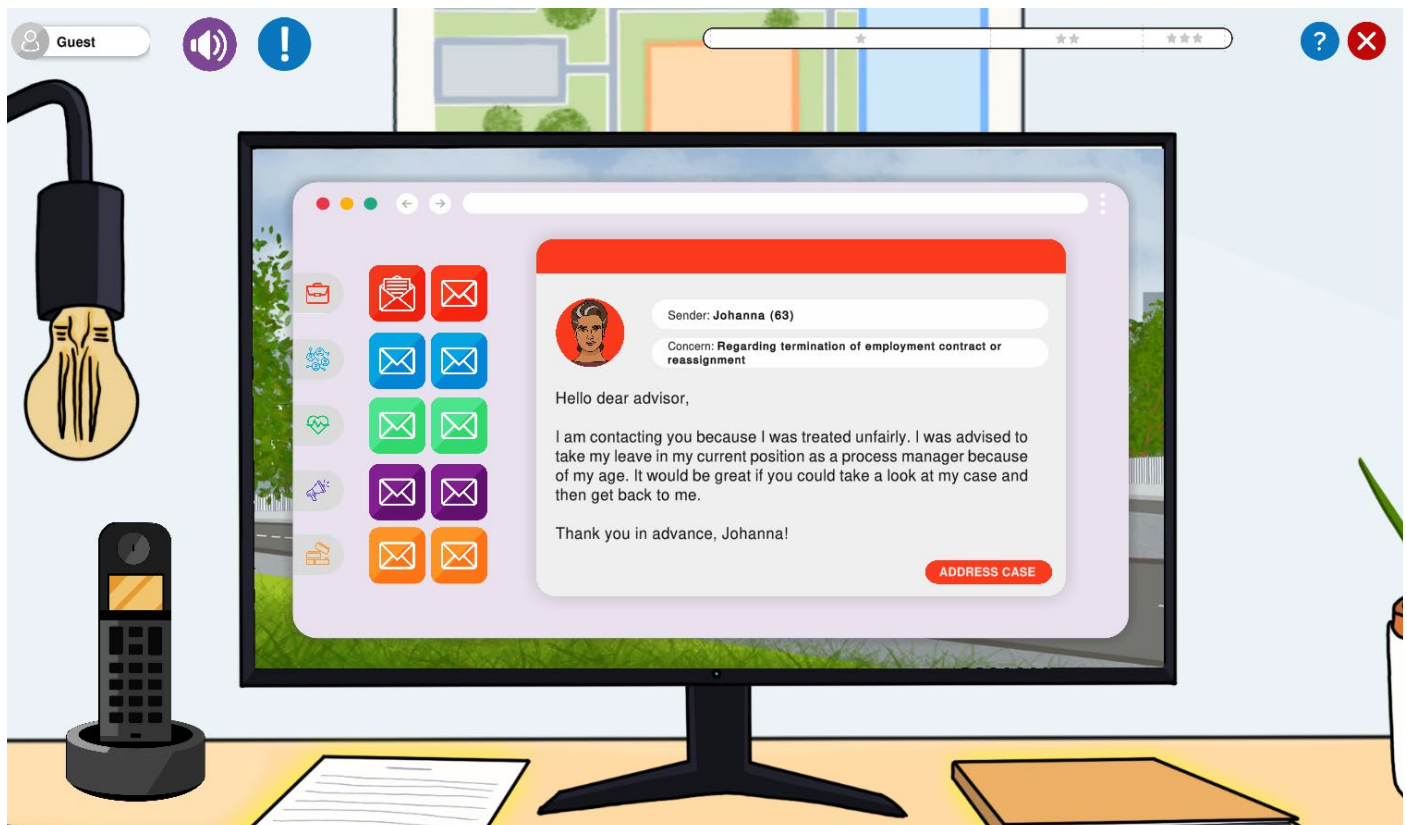 Guest
Sender: Johanna (63)
Concern: Regarding termination of employment contract or
reassignment
Hello dear advisor,
I am contacting you because I was treated unfairly. I was advised to
take my leave in my current position as a process manager because
of my age. It would be great if you could take a look at my case and
then get back to me.
Thank you in advance, Johanna!
ADDRESS CASE